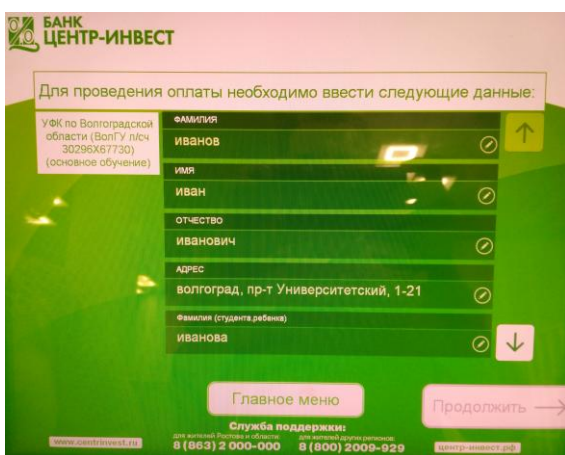 БАНК
ЦЕНТР-ИНВЕСТ
Для проведения оплаты необходимо ввести следующие данные:
УФК по Волгоградской
области (ВолГУ л/сч
30296Х67730)
(основное обучение)
ФАМИЛИЯ
иванов
ИМЯ
иван
ОТЧЕСТВО
иванович
АДРЕС
волгоград, пр-т Университетский, 1-21
Фамилия (студента,ребенка)
иванова
Главное меню
Продолжить
Служба поддержки:
для жителей Ростова и области:
8 (863) 2 000-000
для жителей других регионов:
8 (800) 2009-929
www.centrinvest.ru
центр-инвест.рф